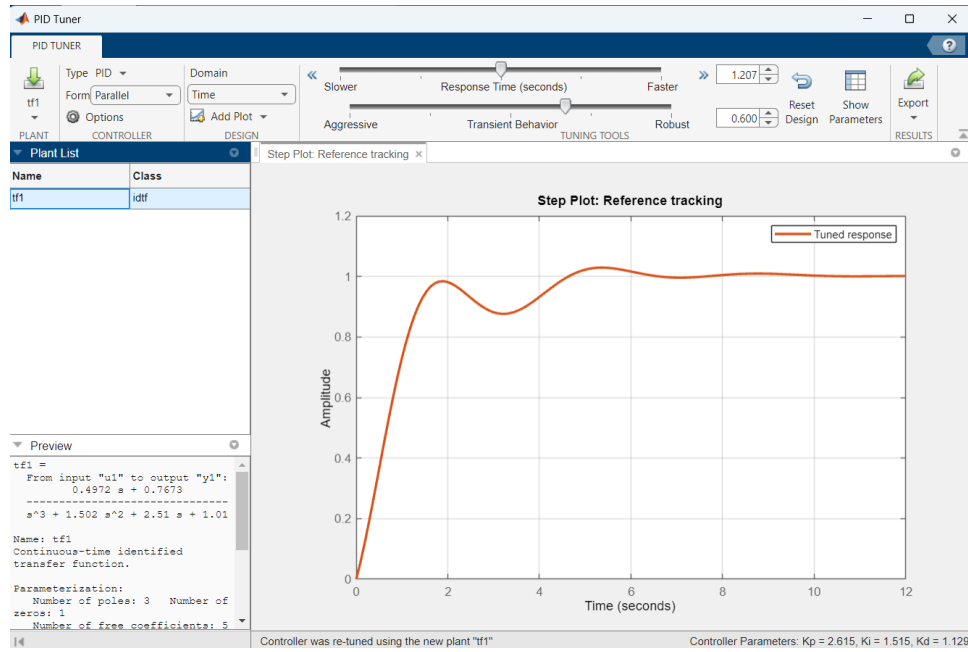 PID Tuner
PID TUNER
tf1
PLANT
Type PID
Form Parallel
Options
CONTROLLER
Domain
Time
Add Plot
DESIGN
Slower Response Time (seconds) Faster
1.207
Aggressive Transient Behavior Robust
0.600
TUNING TOOLS
Reset Design
Show Parameters
Export
RESULTS
Plant List
Name Class
tf1 idtf
Preview
tf1 =
From input "u1" to output "y1":
0.4972 s + 0.7673
--------------------------------
s^3 + 1.502 s^2 + 2.51 s + 1.01
Name: tf1
Continuous-time identified
transfer function.
Parameterization:
Number of poles: 3 Number of
zeros: 1
Number of free coefficients: 5
Step Plot: Reference tracking ×
Step Plot: Reference tracking
Tuned response
Amplitude
1.2
1
0.8
0.6
0.4
0.2
0
0 2 4 6 8 10 12
Time (seconds)
Controller was re-tuned using the new plant "tf1"
Controller Parameters: Kp = 2.615, Ki = 1.515, Kd = 1.129